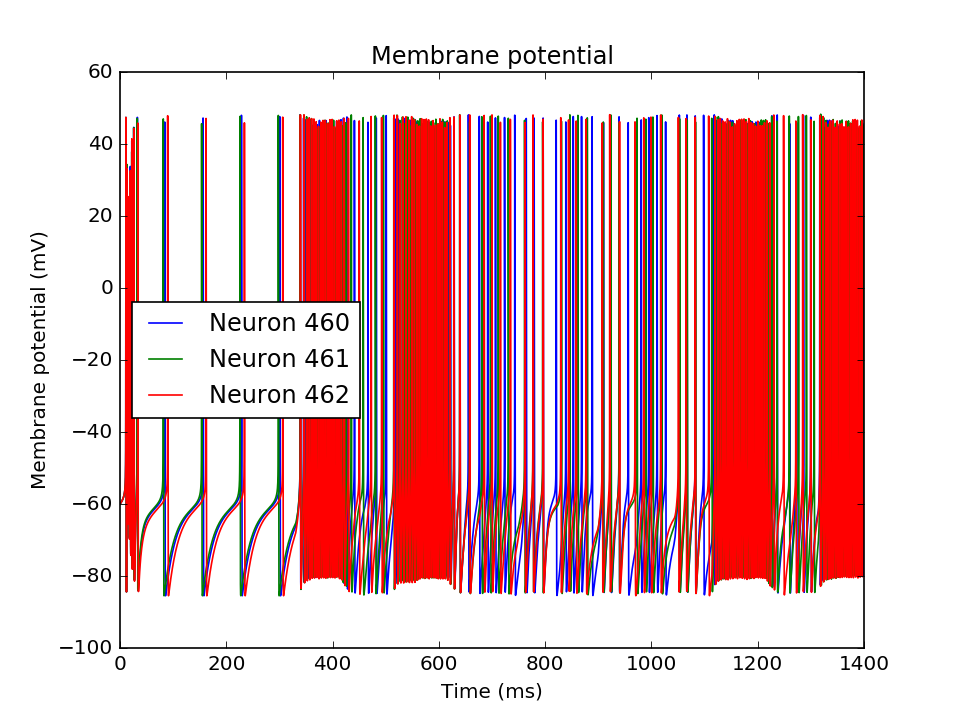 Membrane potential
Membrane potential (mV)
60
40
20
0
−20
−40
−60
−80
−100
Neuron 460
Neuron 461
Neuron 462
0 200 400 600 800 1000 1200 1400
Time (ms)